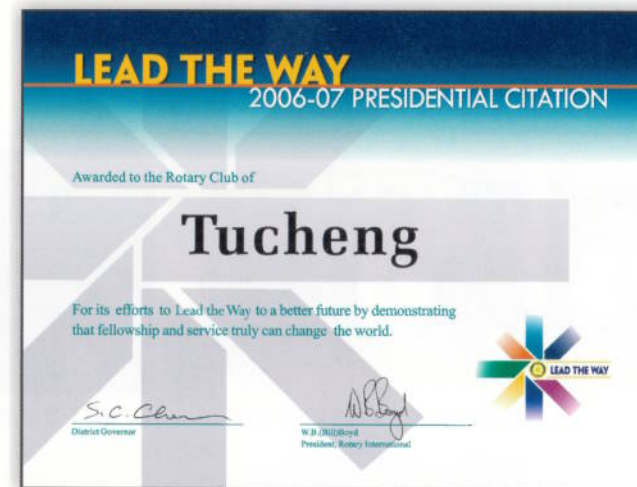 LEAD THE WAY
2006-07 PRESIDENTIAL CITATION
Awarded to the Rotary Club of
Tucheng
For its efforts to Lead the Way to a better future by demonstrating
that fellowship and service truly can change the world.
LEAD THE WAY
S.C. Chen
District Governor
W.B.Boyd
W.B.(Bill)Boyd
President, Rotary International